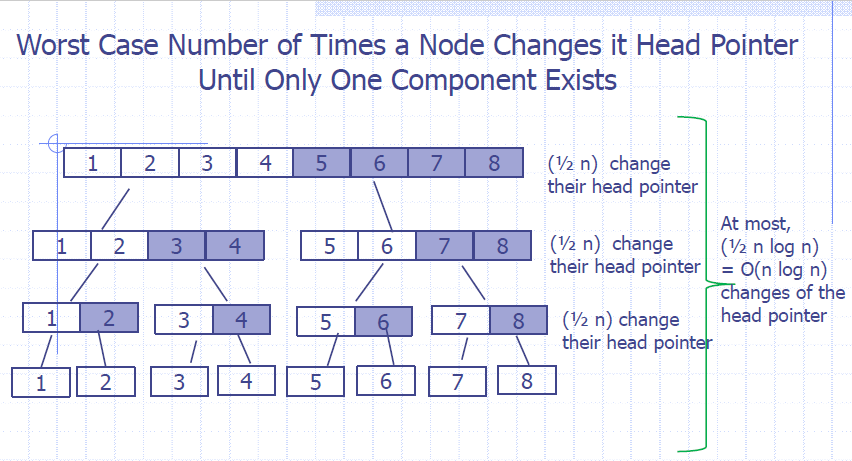 Worst Case Number of Times a Node Changes it Head Pointer
Until Only One Component Exists
1 2 3 4 5 6 7 8
(½ n) change
their head pointer
1 2 3 4 5 6 7 8
(½ n) change
their head pointer
1 2 3 4 5 6 7 8
(½ n) change
their head pointer
1 2 3 4 5 6 7 8
At most,
(½ n log n)
= O(n log n)
changes of the
head pointer